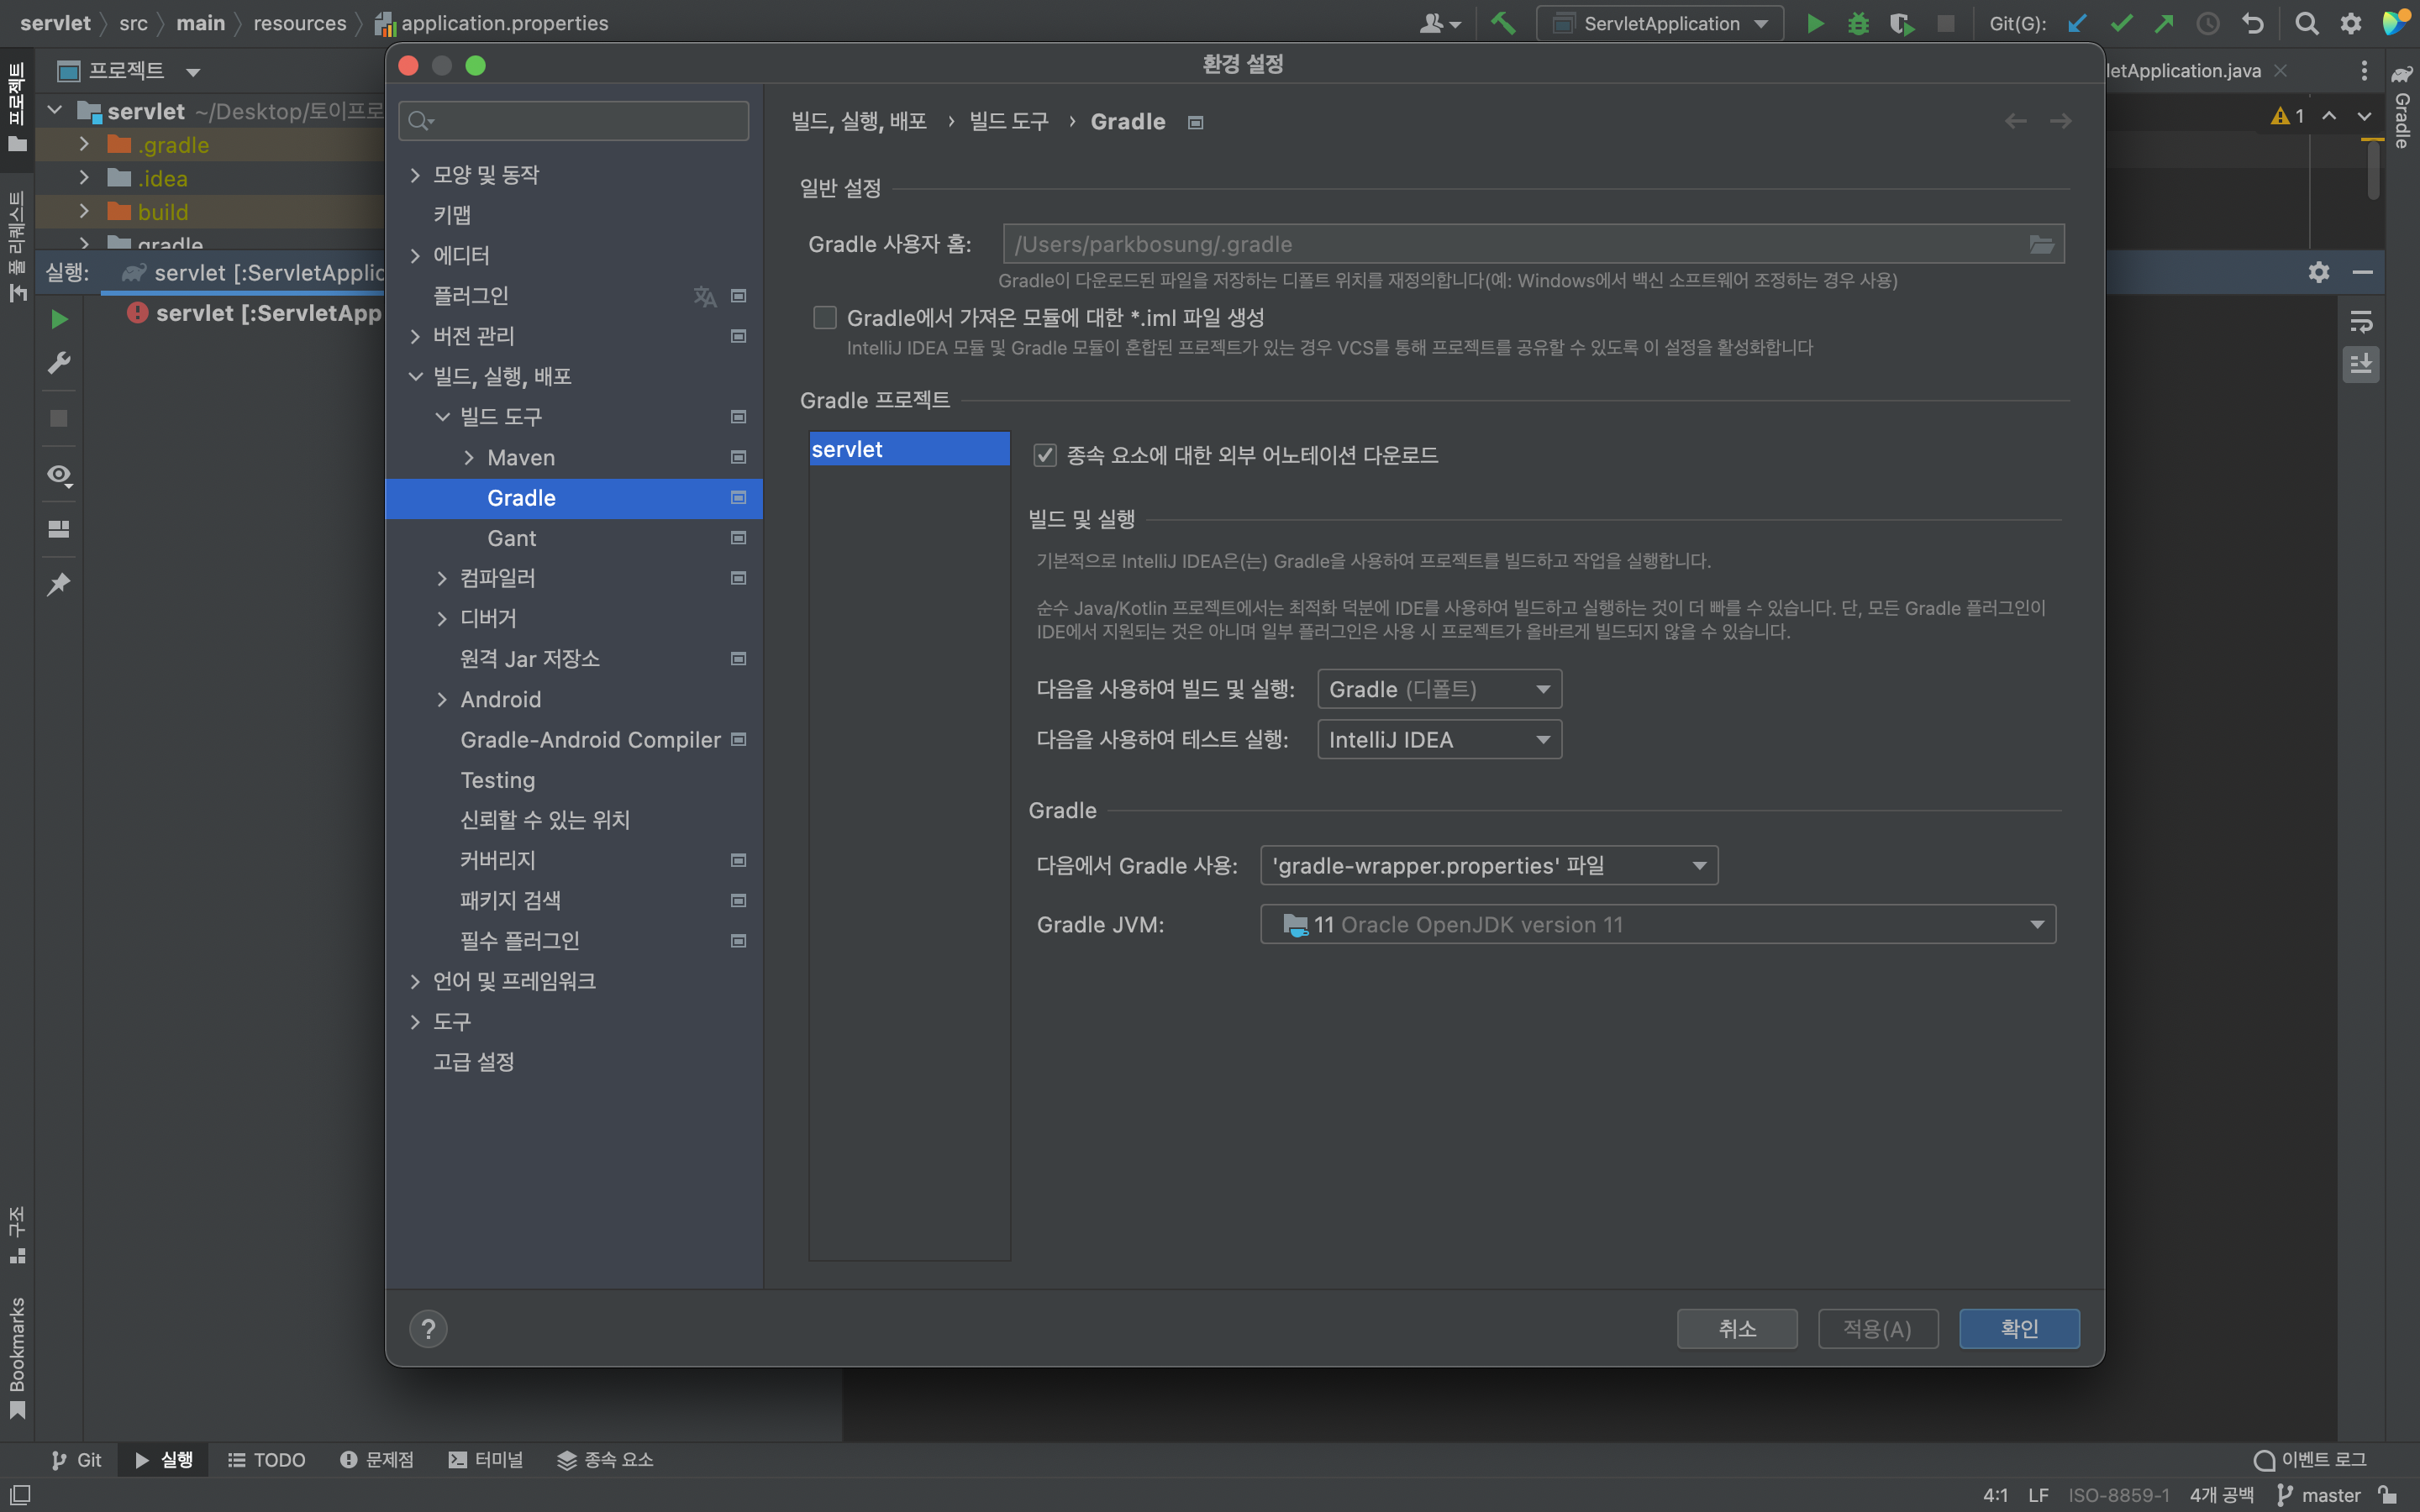 servlet
src
main
resources
application.properties
ServletApplication
Git(G):
환경 설정
프로젝트
letApplication.java
프로젝트
servlet ~/Desktop/토이프로
.gradle
.idea
build
gradle
1
Gradle
풀 리퀘스트
실행:
servlet [:ServletApplic
servlet [:ServletApp
모양 및 동작
키맵
에디터
플러그인
버전 관리
빌드, 실행, 배포
빌드 도구
Maven
Gradle
Gant
컴파일러
디버거
원격 Jar 저장소
Android
Gradle-Android Compiler
Testing
신뢰할 수 있는 위치
커버리지
패키지 검색
필수 플러그인
언어 및 프레임워크
도구
고급 설정
빌드, 실행, 배포 › 빌드 도구 › Gradle
일반 설정
Gradle 사용자 홈:
/Users/parkbosung/.gradle
Gradle이 다운로드된 파일을 저장하는 디폴트 위치를 재정의합니다(예: Windows에서 백신 소프트웨어 조정하는 경우 사용)
Gradle에서 가져온 모듈에 대한 *.iml 파일 생성
IntelliJ IDEA 모듈 및 Gradle 모듈이 혼합된 프로젝트가 있는 경우 VCS를 통해 프로젝트를 공유할 수 있도록 이 설정을 활성화합니다
Gradle 프로젝트
servlet
종속 요소에 대한 외부 어노테이션 다운로드
빌드 및 실행
기본적으로 IntelliJ IDEA은(는) Gradle을 사용하여 프로젝트를 빌드하고 작업을 실행합니다.
순수 Java/Kotlin 프로젝트에서는 최적화 덕분에 IDE를 사용하여 빌드하고 실행하는 것이 더 빠를 수 있습니다. 단, 모든 Gradle 플러그인이
IDE에서 지원되는 것은 아니며 일부 플러그인은 사용 시 프로젝트가 올바르게 빌드되지 않을 수 있습니다.
다음을 사용하여 빌드 및 실행: Gradle (디폴트)
다음을 사용하여 테스트 실행: IntelliJ IDEA
Gradle
다음에서 Gradle 사용: 'gradle-wrapper.properties' 파일
Gradle JVM: 11 Oracle OpenJDK version 11
?
취소
적용(A)
확인
구조
Bookmarks
Git
실행
TODO
문제점
터미널
종속 요소
이벤트 로그
4:1
LF
ISO-8859-1
4개 공백
master